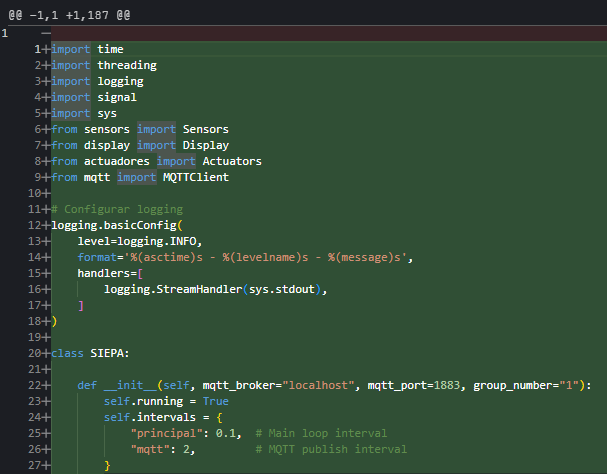 @@ -1,1 +1,187 @@
1 -
1+import time
2+import threading
3+import logging
4+import signal
5+import sys
6+from sensors import Sensors
7+from display import Display
8+from actuadores import Actuators
9+from mqtt import MQTTClient
10+
11+# Configurar logging
12+logging.basicConfig(
13+    level=logging.INFO,
14+    format='%(asctime)s - %(levelname)s - %(message)s',
15+    handlers=[
16+        logging.StreamHandler(sys.stdout),
17+    ]
18+)
19+
20+class SIEPA:
21+
22+    def __init__(self, mqtt_broker="localhost", mqtt_port=1883, group_number="1"):
23+        self.running = True
24+        self.intervals = {
25+            "principal": 0.1,  # Main loop interval
26+            "mqtt": 2,         # MQTT publish interval
27+        }